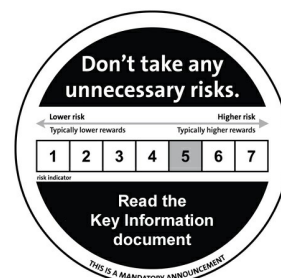 Don’t take any
unnecessary risks.
Lower risk Higher risk
Typically lower rewards Typically higher rewards
1 2 3 4 5 6 7
risk indicator
Read the
Key Information
document
THIS IS A MANDATORY ANNOUNCEMENT